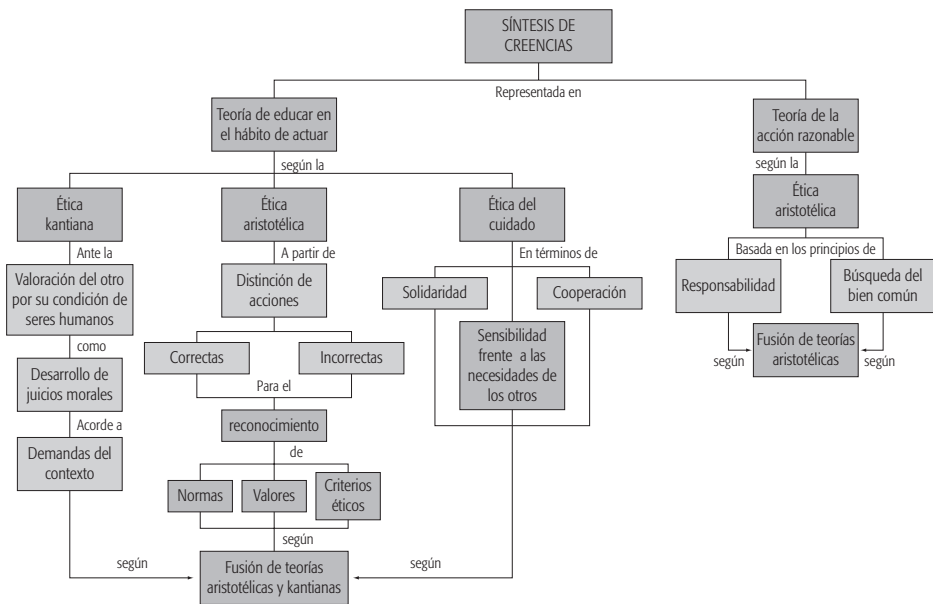 SÍNTESIS DE
CREENCIAS
Representada en
Teoría de educar en
el hábito de actuar
según la
Ética
kantiana
Ante la
Valoración del otro
por su condición de
seres humanos
como
Desarrollo de
juicios morales
Acorde a
Demandas del
contexto
según
Ética
aristotélica
A partir de
Distinción de
acciones
Correctas
Incorrectas
Para el
reconocimiento
de
Normas
Valores
Criterios
éticos
según
Fusión de teorías
aristotélicas y kantianas
Ética del
cuidado
En términos de
Solidaridad
Cooperación
Sensibilidad
frente a las
necesidades de
los otros
según
Teoría de la
acción razonable
según la
Ética
aristotélica
Basada en los principios de
Responsabilidad
Búsqueda del
bien común
según
según
Fusión de teorías
aristotélicas